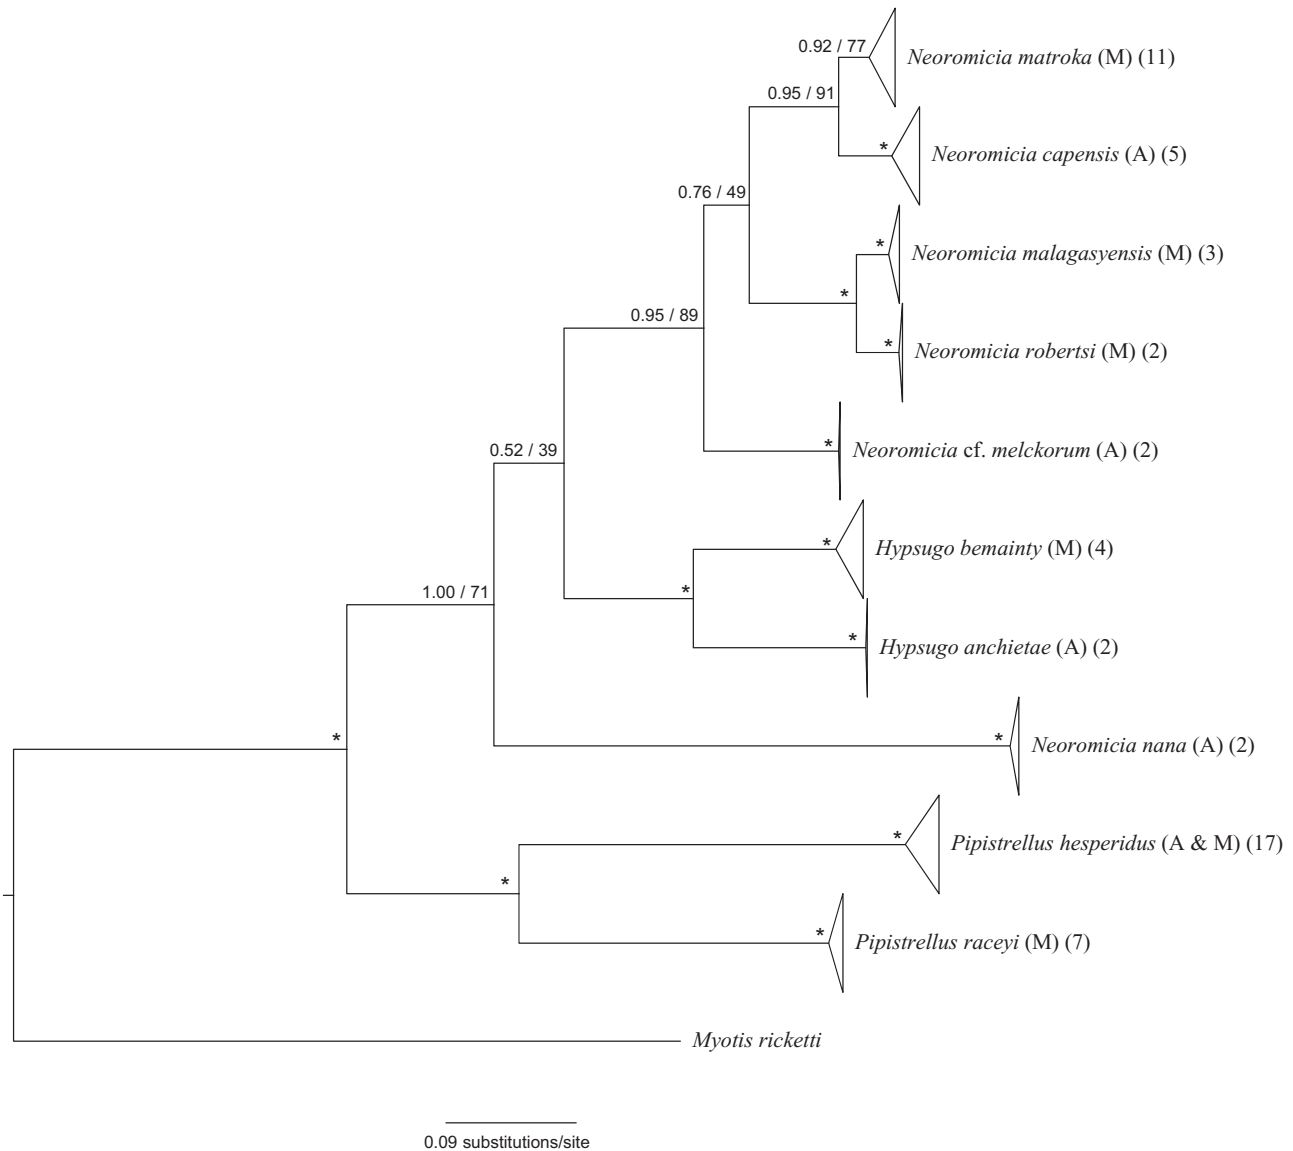 0.92 / 77
Neoromicia matroka (M) (11)
0.95 / 91
*
Neoromicia capensis (A) (5)
0.76 / 49
*
Neoromicia malagasyensis (M) (3)
*
0.95 / 89
*
Neoromicia robertsi (M) (2)
*
Neoromicia cf. melckorum (A) (2)
0.52 / 39
*
Hypsugo bemainty (M) (4)
1.00 / 71
*
*
Hypsugo anchietae (A) (2)
*
*
Neoromicia nana (A) (2)
*
Pipistrellus hesperidus (A & M) (17)
*
*
Pipistrellus raceyi (M) (7)
Myotis ricketti
0.09 substitutions/site